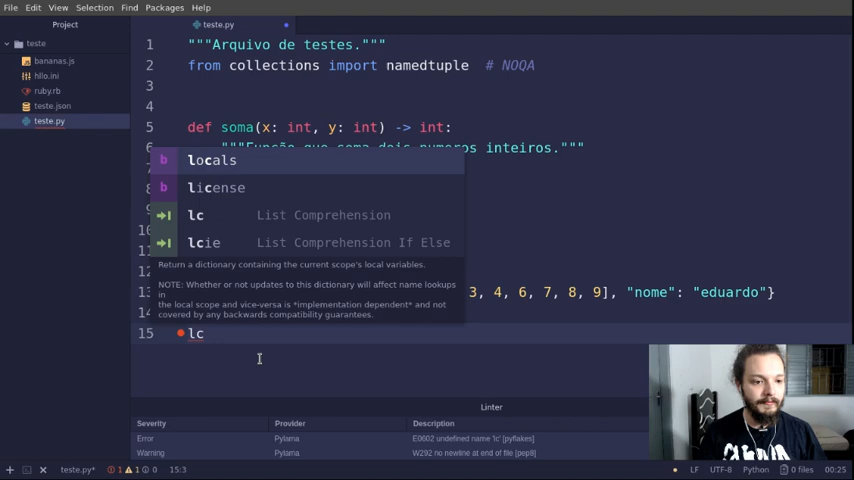 File Edit View Selection Find Packages Help
Project
teste.py
teste
bananas.js
hllo.ini
ruby.rb
teste.json
teste.py
1 """Arquivo de testes."""
2 from collections import namedtuple # NOQA
3
4
5 def soma(x: int, y: int) -> int:
6 """Função que soma dois numeros inteiros."""
b locals
b license
lc List Comprehension
10
lcie List Comprehension If Else
11
Return a dictionary containing the current scope's local variables.
12
NOTE: Whether or not updates to this dictionary will affect name lookups
in
13 3, 4, 6, 7, 8, 9], "nome": "eduardo"}
the local scope and vice-versa is *implementation dependent* and not
covered by any backwards compatibility guarantees.
14
15 lc
Linter
Severity Provider Description
Error Pylama E0602 undefined name 'lc' [pyflakes]
Warning Pylama W292 no newline at end of file [pep8]
teste.py* 1 1 0 15:3 LF UTF-8 Python 0 files 00:25